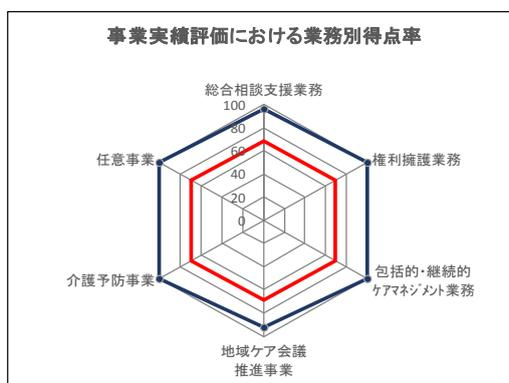 事業実績評価における業務別得点率
総合相談支援業務
100
80
60
40
20
0
権利擁護業務
包括的・継続的
ケアマネジメント業務
地域ケア会議
推進事業
介護予防事業
任意事業